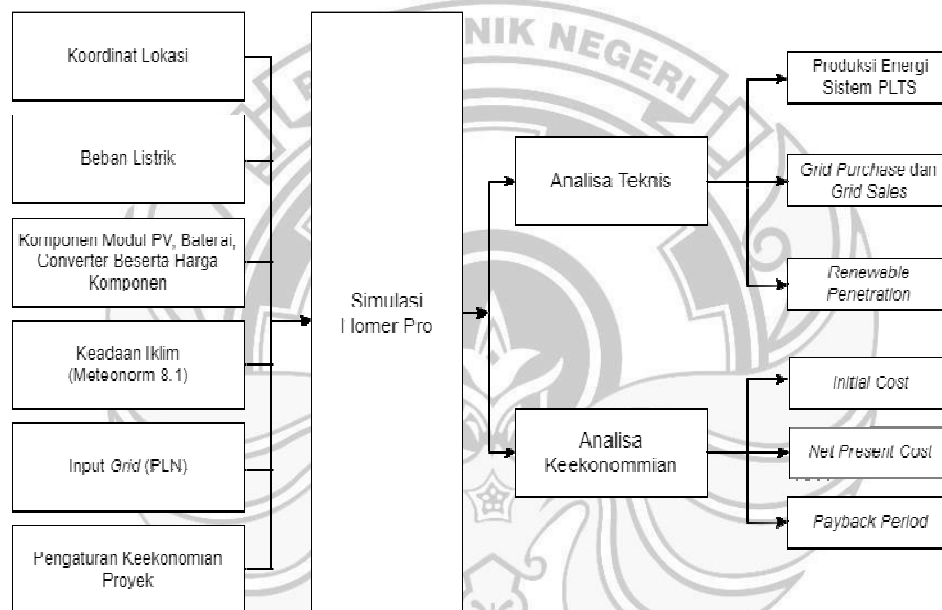 Koordinat Lokasi
Beban Listrik
Komponen Modul PV, Baterai,
Converter Beserta Harga
Komponen
Keadaan Iklim
(Meteonorm 8.1)
Input Grid (PLN)
Pengaturan Keekonomian
Proyek
Simulasi
Homer Pro
Analisa Teknis
Analisa
Keekonommian
Produksi Energi
Sistem PLTS
Grid Purchase dan
Grid Sales
Renewable
Penetration
Initial Cost
Net Present Cost
Payback Period
NIK NEGERI